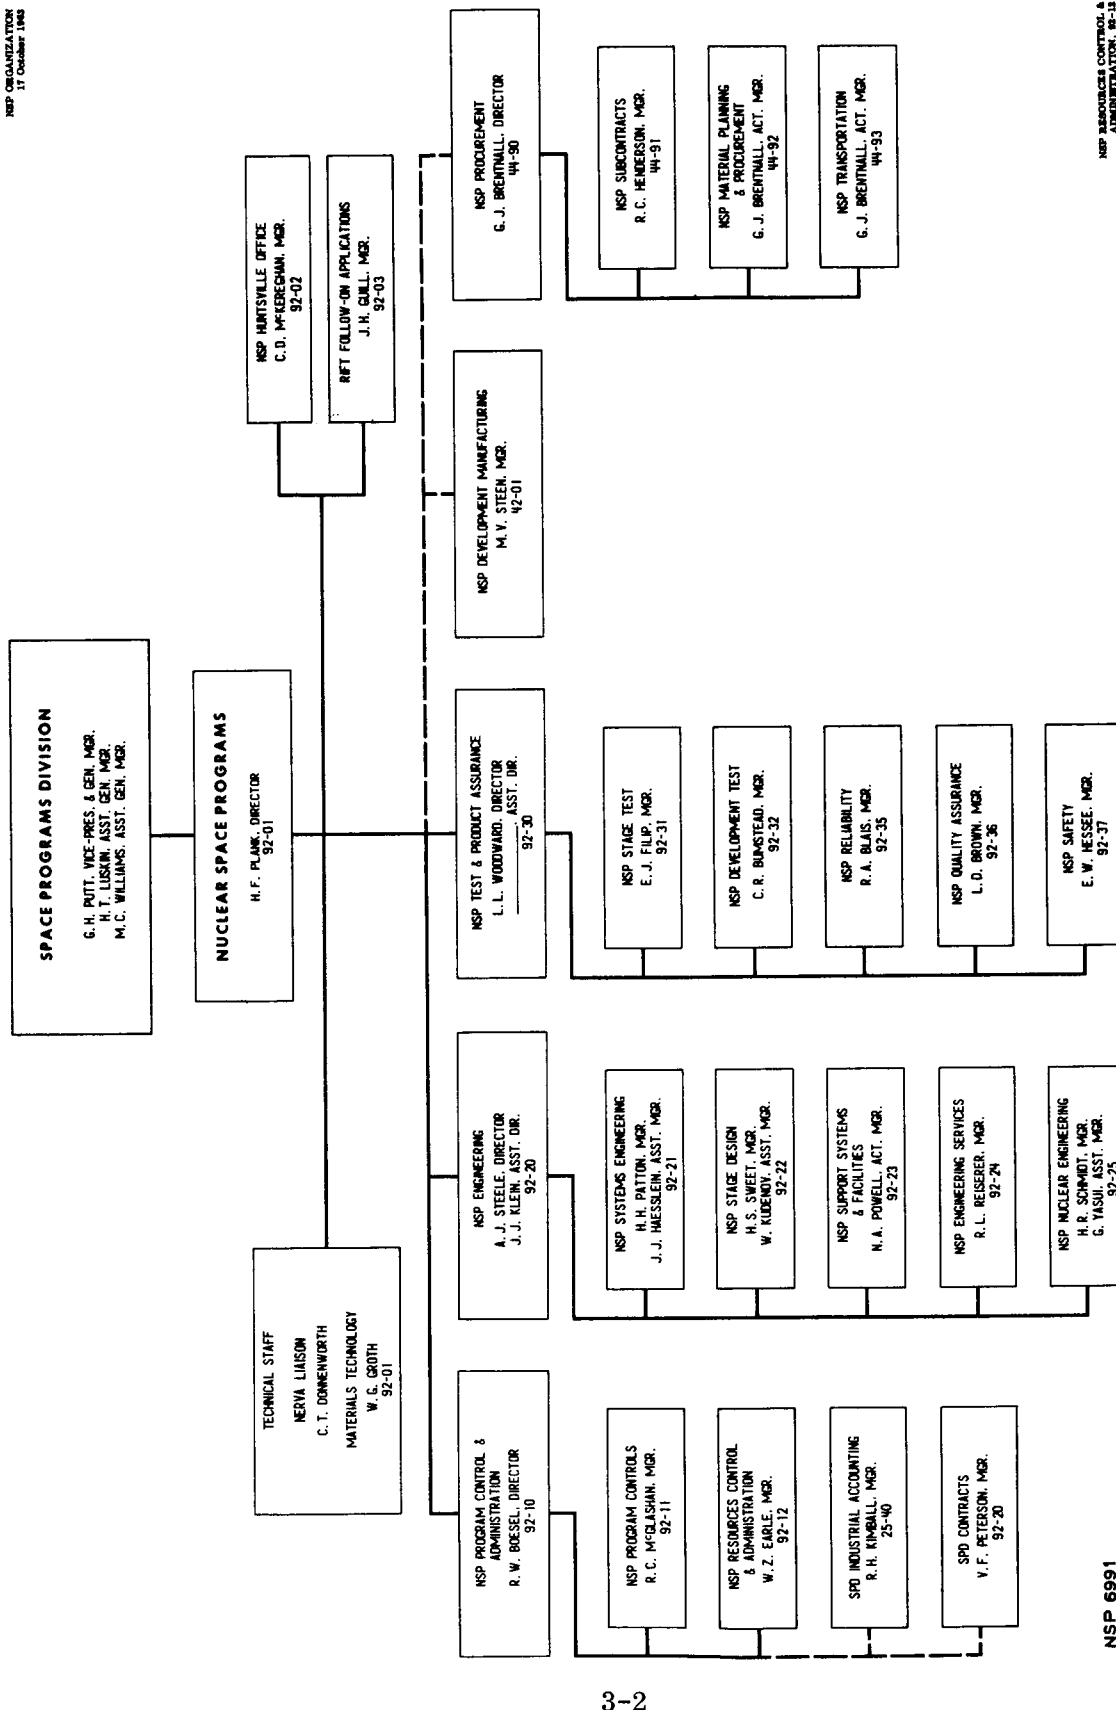 NSP ORGANIZATION
17 October 1963
SPACE PROGRAMS DIVISION
G. H. PUTT, VICE-PRES. & GEN. MGR.
H. T. LUSKIN, ASST. GEN. MGR.
M. C. WILLIAMS, ASST. GEN. MGR.
NUCLEAR SPACE PROGRAMS
H. F. PLANK, DIRECTOR
92-01
TECHNICAL STAFF
NERVA LIAISON
C. T. DONNENWORTH
MATERIALS TECHNOLOGY
W. G. GROTH
92-01
NSP HUNTSVILLE OFFICE
C. D. McKEREGHAN, MGR.
92-02
RIFT FOLLOW-ON APPLICATIONS
J. H. GUILL, MGR.
92-03
NSP PROGRAM CONTROL &
ADMINISTRATION
R. W. BOESEL, DIRECTOR
92-10
NSP PROGRAM CONTROLS
R. C. McGLASHAN, MGR.
92-11
NSP RESOURCES CONTROL
& ADMINISTRATION
W. Z. EARLE, MGR.
92-12
SPD INDUSTRIAL ACCOUNTING
R. H. KIMBALL, MGR.
25-40
SPD CONTRACTS
V. F. PETERSON, MGR.
92-20
NSP ENGINEERING
A. J. STEELE, DIRECTOR
J. J. KLEIN, ASST. DIR.
92-20
NSP SYSTEMS ENGINEERING
H. H. PATTON, MGR.
J. J. HAESSLEIN, ASST. MGR.
92-21
NSP STAGE DESIGN
H. S. SWEET, MGR.
W. KUDENOV, ASST. MGR.
92-22
NSP SUPPORT SYSTEMS
& FACILITIES
N. A. POWELL, ACT. MGR.
92-23
NSP ENGINEERING SERVICES
R. L. REISERER, MGR.
92-24
NSP NUCLEAR ENGINEERING
H. R. SCHMIDT, MGR.
G. YASUI, ASST. MGR.
92-25
NSP TEST & PRODUCT ASSURANCE
L. L. WOODWARD, DIRECTOR
________ ASST. DIR.
92-30
NSP STAGE TEST
E. J. FILIP, MGR.
92-31
NSP DEVELOPMENT TEST
C. R. BUMSTEAD, MGR.
92-32
NSP RELIABILITY
R. A. BLAIS, MGR.
92-35
NSP QUALITY ASSURANCE
L. D. BROWN, MGR.
92-36
NSP SAFETY
E. W. HESSEE, MGR.
92-37
NSP DEVELOPMENT MANUFACTURING
M. V. STEEN, MGR.
42-01
NSP PROCUREMENT
G. J. BRENTNALL, DIRECTOR
44-90
NSP SUBCONTRACTS
R. C. HENDERSON, MGR.
44-91
NSP MATERIAL PLANNING
& PROCUREMENT
G. J. BRENTNALL, ACT. MGR.
44-92
NSP TRANSPORTATION
G. J. BRENTNALL, ACT. MGR.
44-93
NSP 6991
NSP RESOURCES CONTROL &
ADMINISTRATION, 92-12
3-2